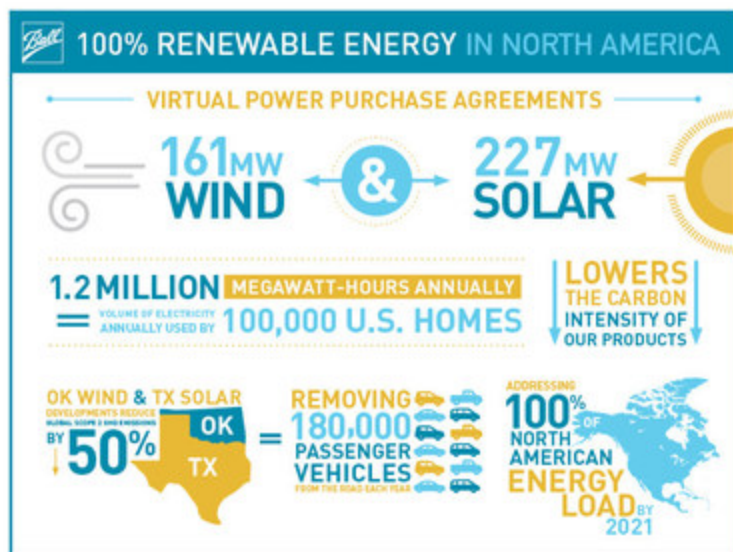 Ball
100% RENEWABLE ENERGY IN NORTH AMERICA
VIRTUAL POWER PURCHASE AGREEMENTS
161MW
WIND
&
227MW
SOLAR
1.2 MILLION MEGAWATT-HOURS ANNUALLY
= VOLUME OF ELECTRICITY
ANNUALLY USED BY 100,000 U.S. HOMES
LOWERS
THE CARBON
INTENSITY OF
OUR PRODUCTS
OK WIND & TX SOLAR
DEVELOPMENTS REDUCE
GLOBAL SCOPE 2 GHG EMISSIONS
BY 50%
OK
TX
=
REMOVING
180,000
PASSENGER
VEHICLES
FROM THE ROAD EACH YEAR
ADDRESSING
100%
OF
NORTH
AMERICAN
ENERGY
LOAD BY
2021